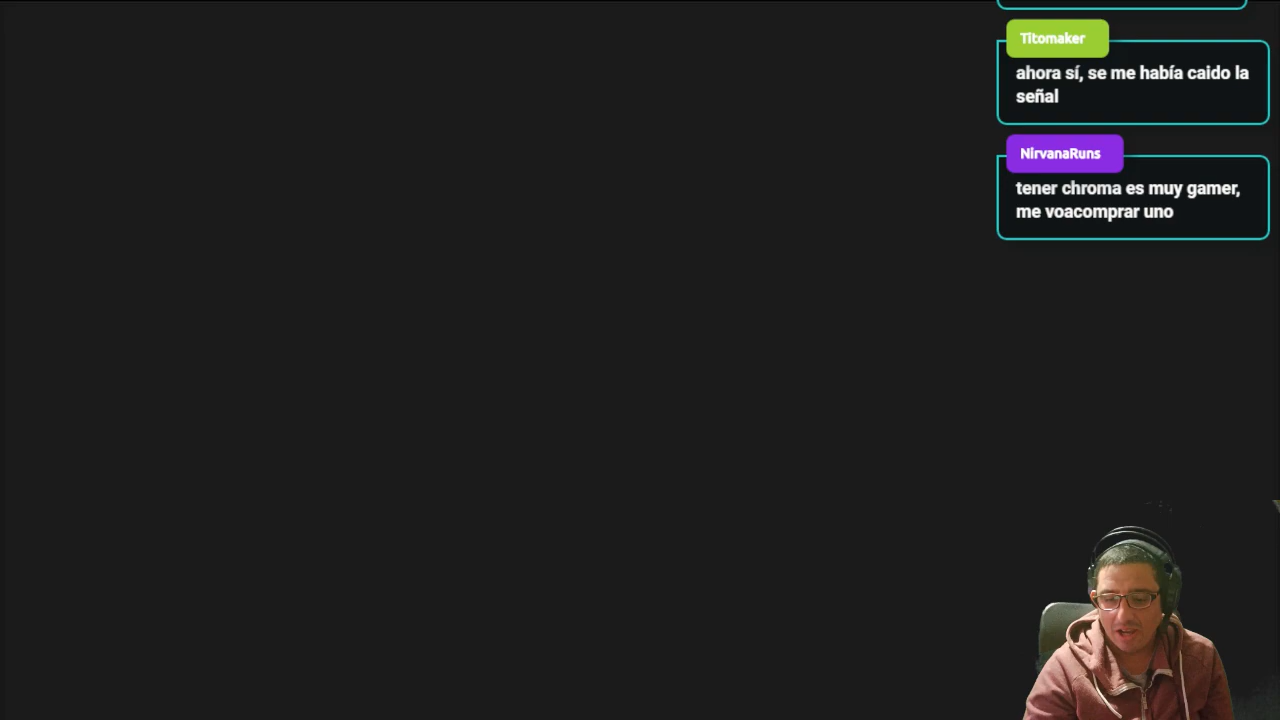 Titomaker
ahora sí, se me había caido la
señal
NirvanaRuns
tener chroma es muy gamer,
me voacomprar uno